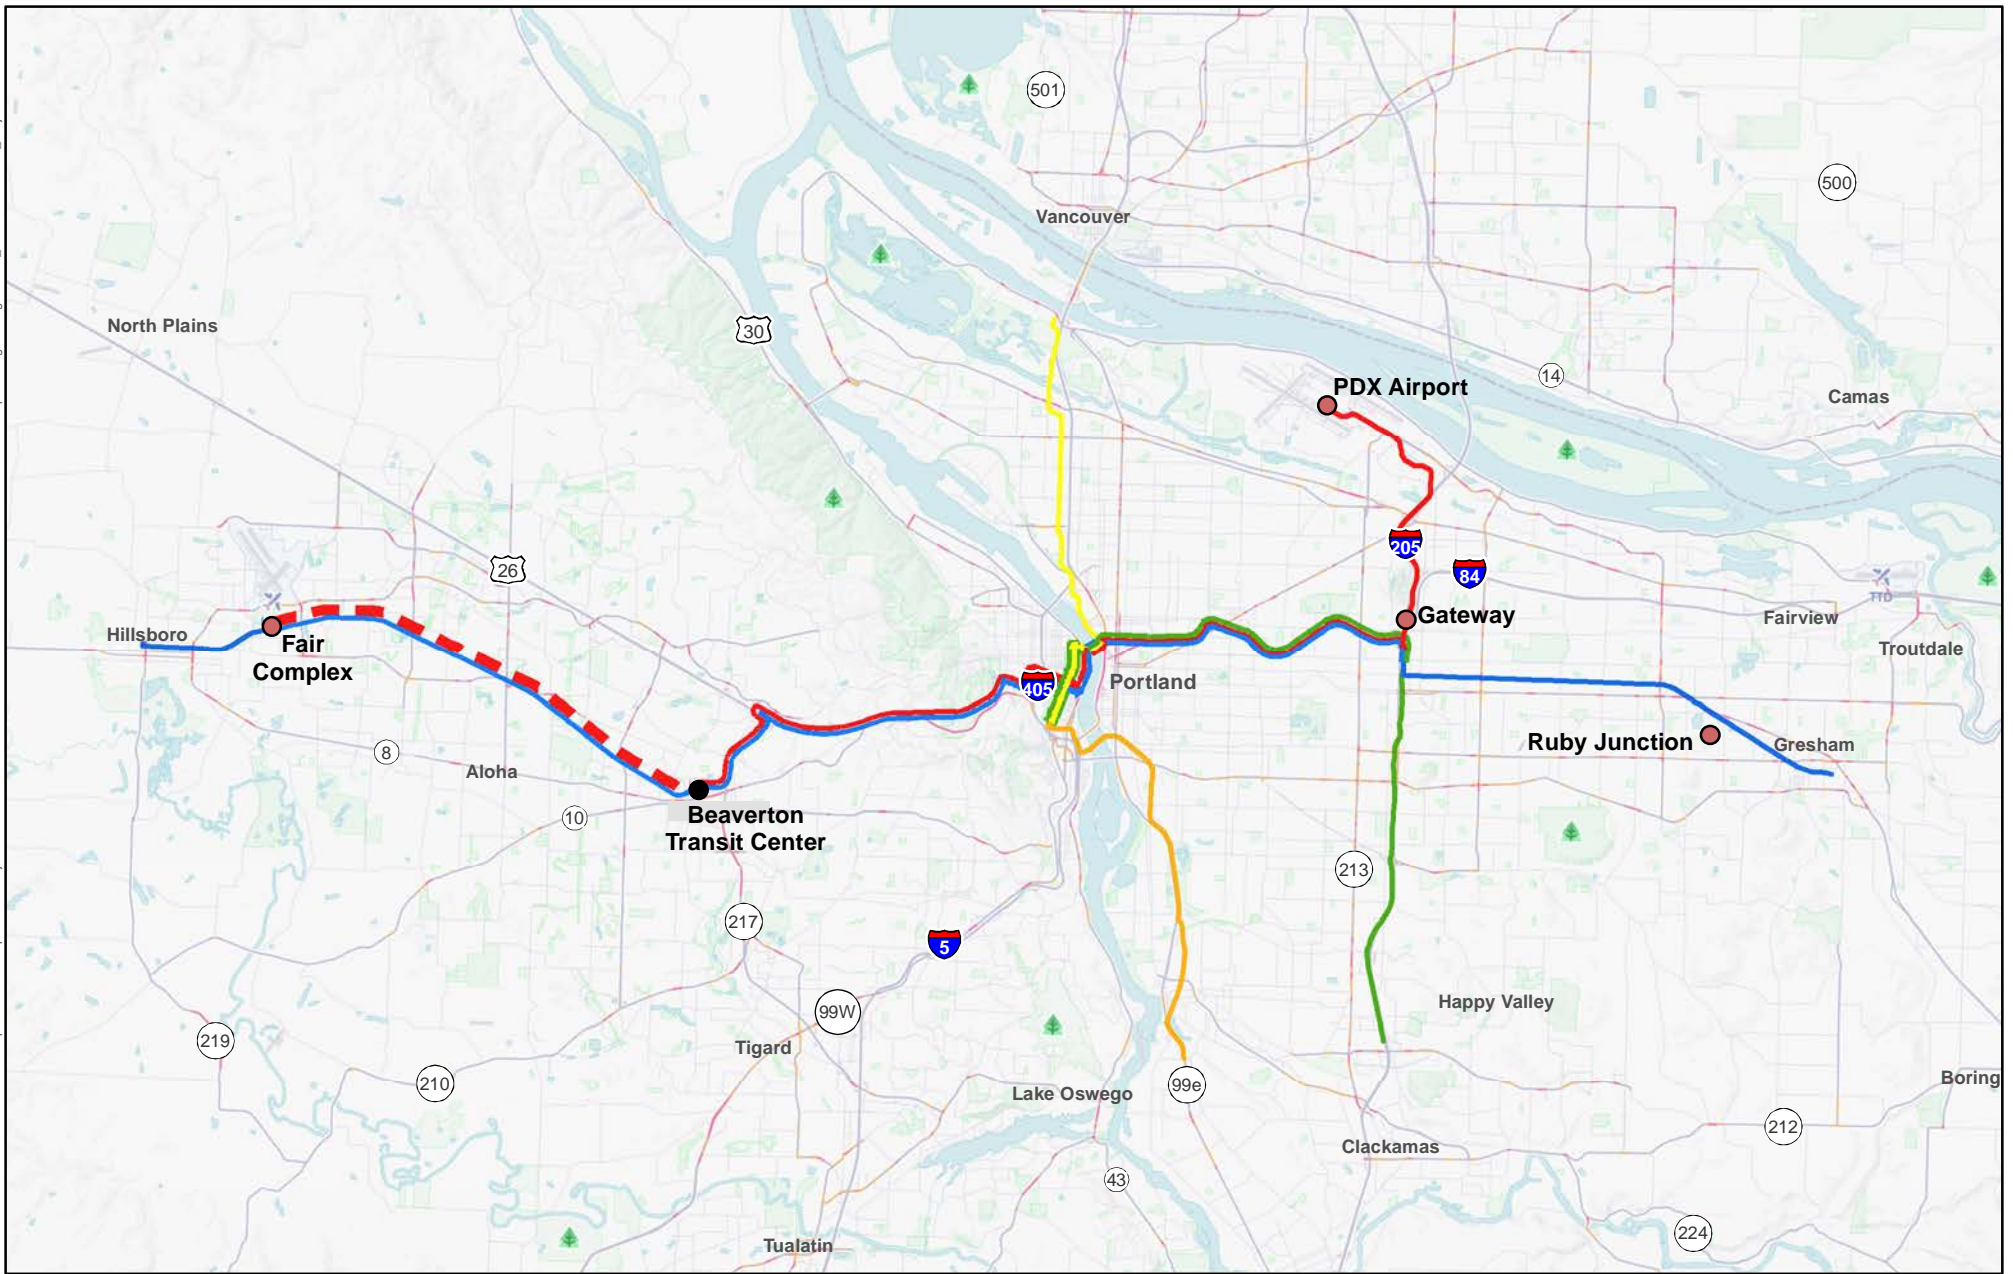 501
500
Vancouver
North Plains
30
14
PDX Airport
Camas
205
26
84
Gateway
TTD
Fairview
Hillsboro
Fair
Complex
Troutdale
405
Portland
Ruby Junction
Gresham
8
Aloha
10
Beaverton
Transit Center
213
217
5
Happy Valley
99W
219
Tigard
210
99e
Lake Oswego
Boring
212
Clackamas
43
224
Tualatin